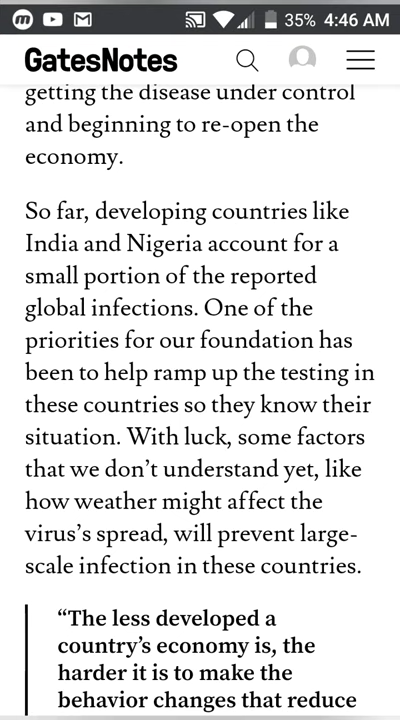 35% 4:46 AM
GatesNotes
getting the disease under control
and beginning to re-open the
economy.
So far, developing countries like
India and Nigeria account for a
small portion of the reported
global infections. One of the
priorities for our foundation has
been to help ramp up the testing in
these countries so they know their
situation. With luck, some factors
that we don’t understand yet, like
how weather might affect the
virus’s spread, will prevent large-
scale infection in these countries.
“The less developed a
country’s economy is, the
harder it is to make the
behavior changes that reduce